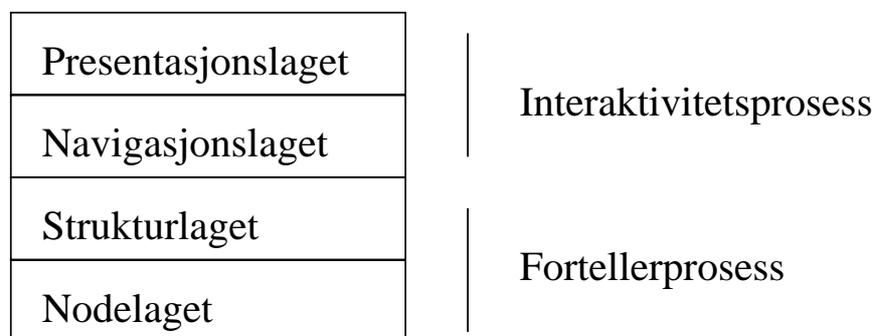 Presentasjonslaget
Navigasjonslaget
Interaktivitetsprosess
Strukturlaget
Nodelaget
Fortellerprosess